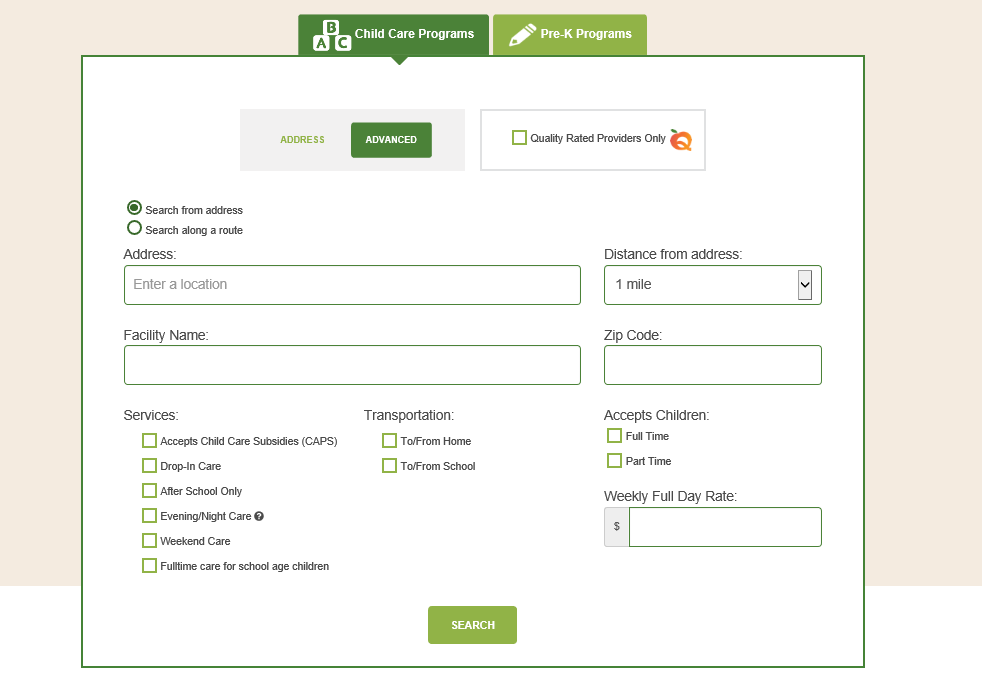 B
A C
Child Care Programs
Pre-K Programs
ADDRESS
ADVANCED
Quality Rated Providers Only
Search from address
Search along a route
Address:
Distance from address:
Enter a location
1 mile
Facility Name:
Zip Code:
Services:
Transportation:
Accepts Children:
Accepts Child Care Subsidies (CAPS)
To/From Home
Full Time
Drop-In Care
To/From School
Part Time
After School Only
Weekly Full Day Rate:
Evening/Night Care ?
$
Weekend Care
Fulltime care for school age children
SEARCH